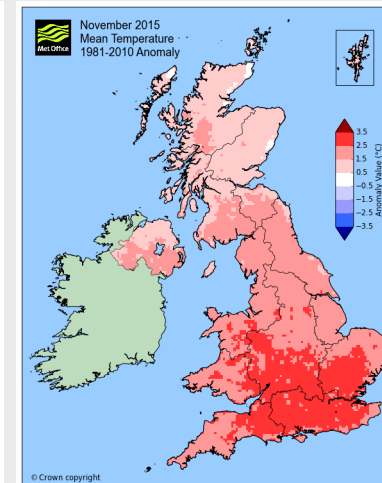 November 2015
Mean Temperature
1981-2010 Anomaly
Met Office
3.5
2.5
1.5
0.5
−0.5
−1.5
−2.5
−3.5
Anomaly Value (°C)
© Crown copyright